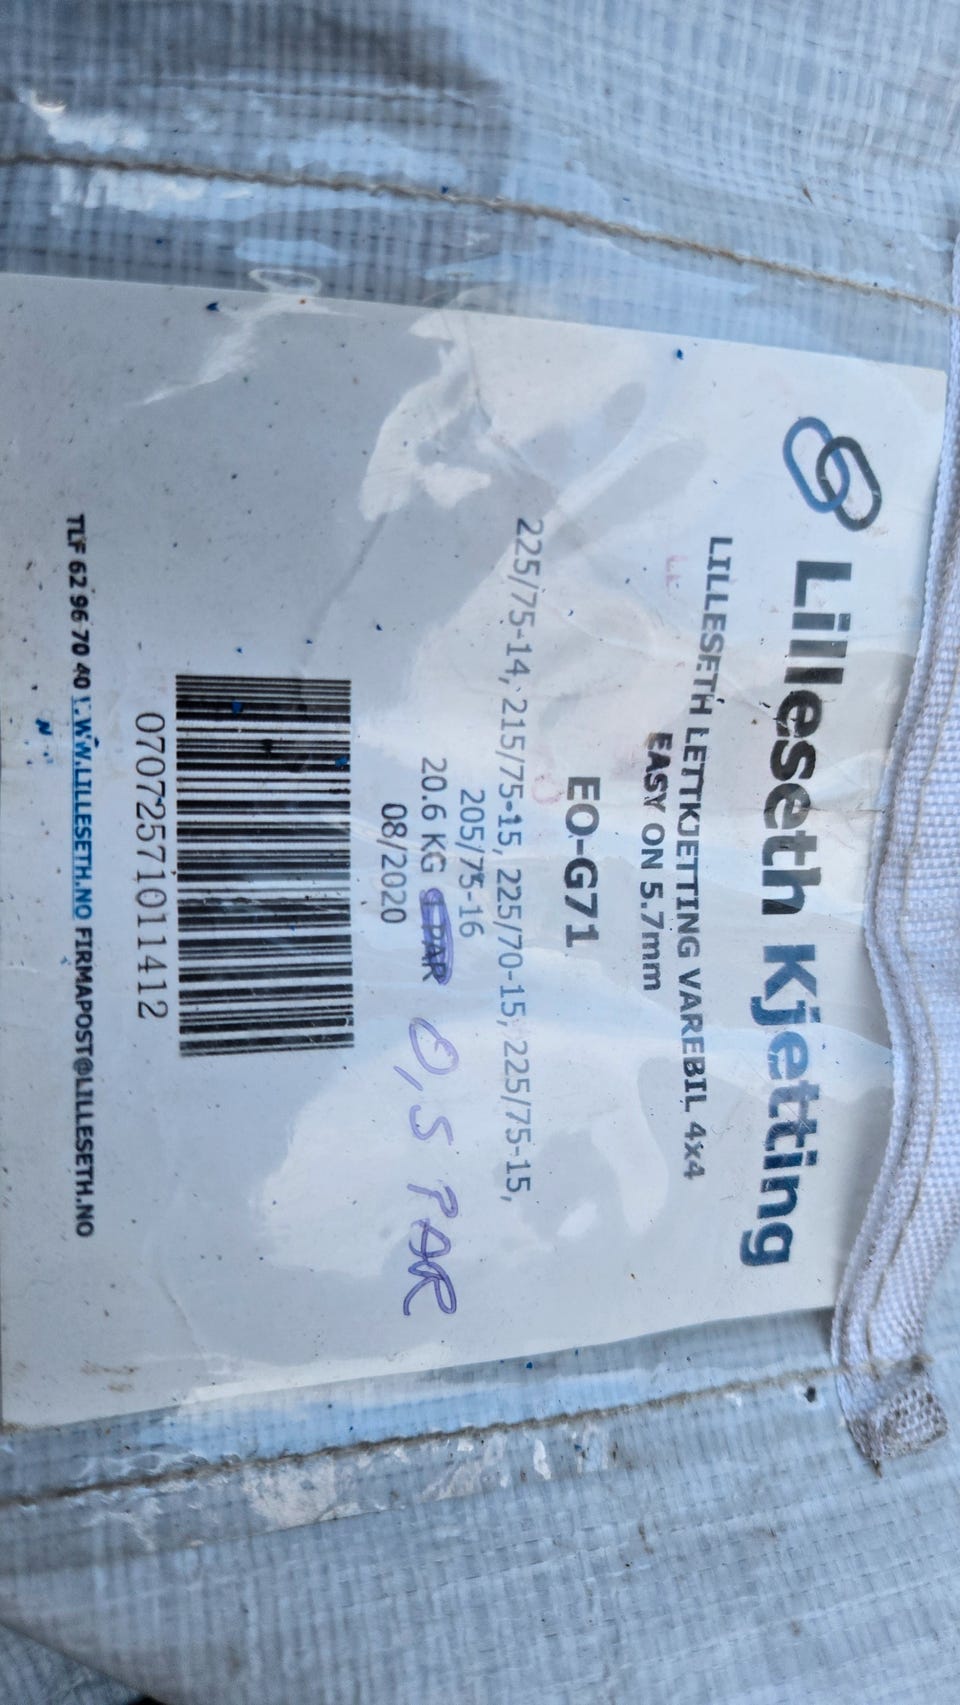 Lilleseth Kjetting
LILLESETH LETTKJETTING VAREBIL 4x4
EASY ON 5.7mm
EO-G71
225/75-14, 215/75-15, 225/70-15, 225/75-15,
205/75-16
20.6 KG PAR 0,5 PAR
08/2020
07072571011412
TLF 62 96 70 40 WWW.LILLESETH.NO FIRMAPOST@LILLESETH.NO